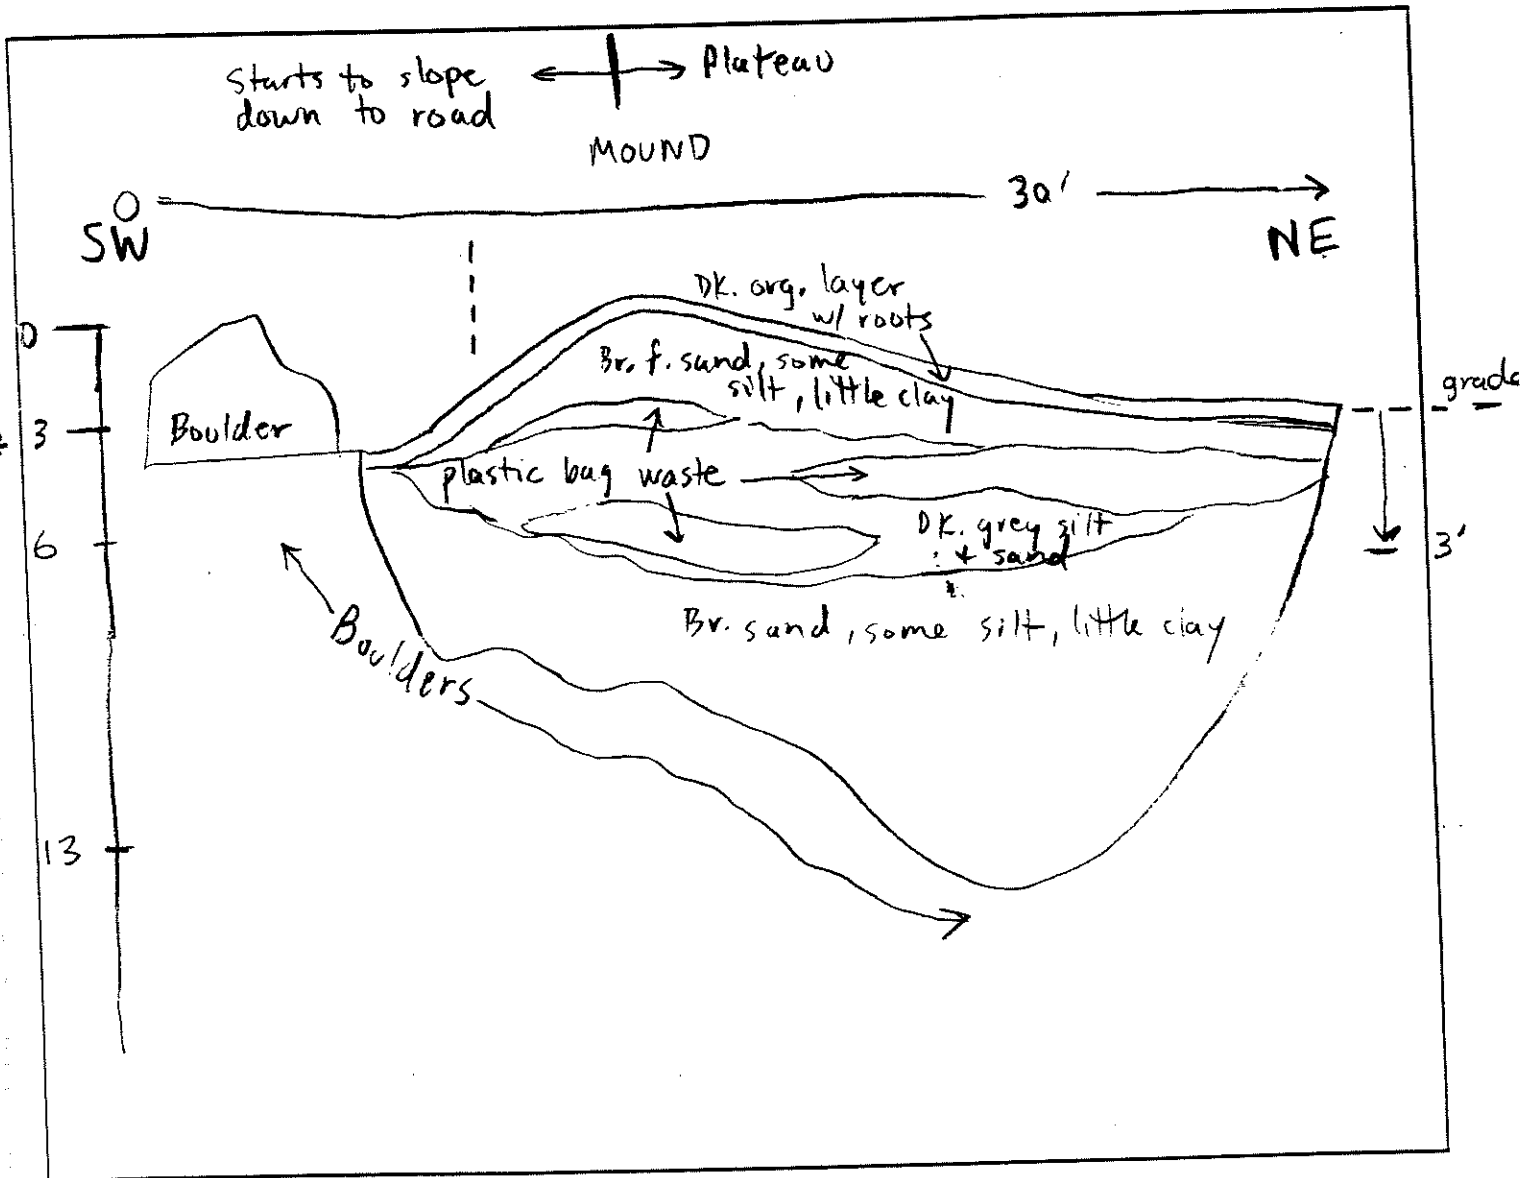 Starts to slope
down to road
Plateau
MOUND
0
30'
SW
NE
DK. org. layer
w/ roots
0
Br. f. sand, some
silt, little clay
grade
Boulder
3
plastic bag waste
DK. grey silt
+ sand
6
3'
Br. sand, some silt, little clay
Boulders
13